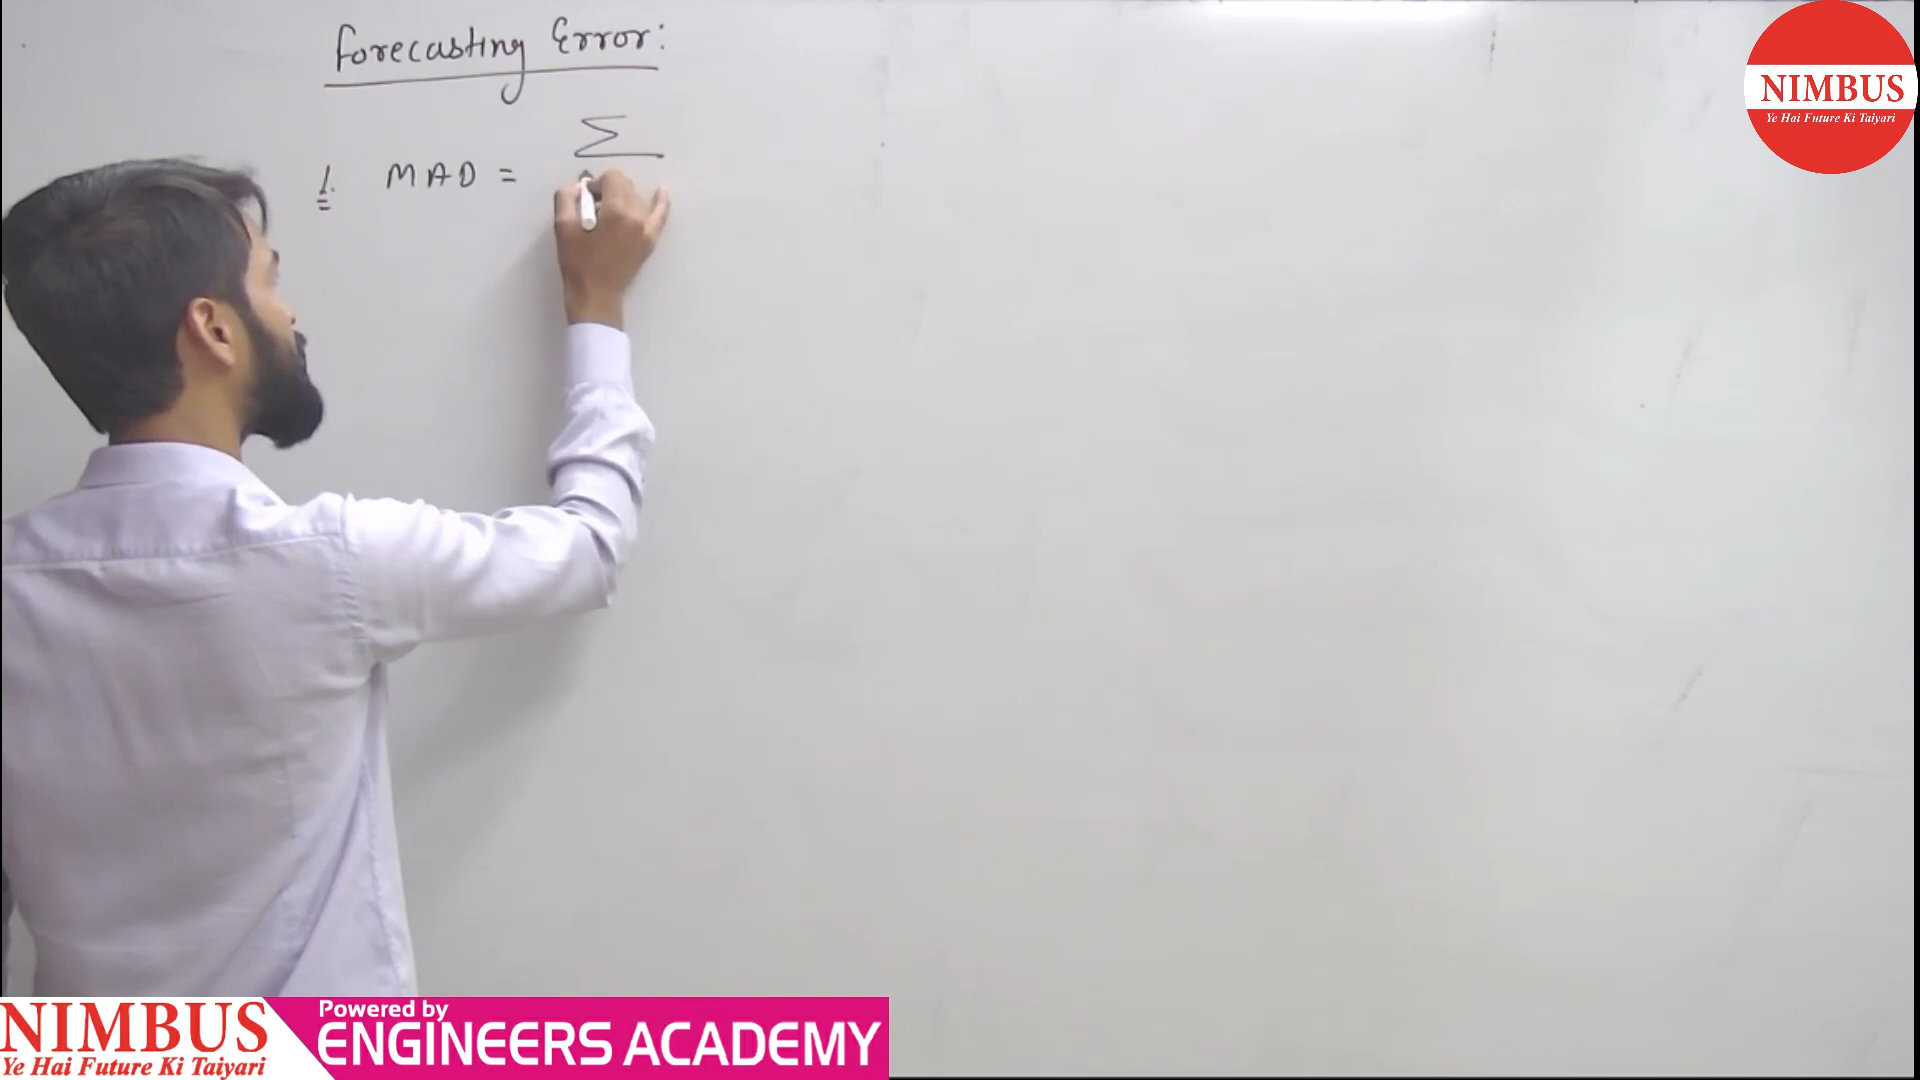 Forecasting Error:
1. MAD = Σ
NIMBUS
Ye Hai Future Ki Taiyari
NIMBUS
Ye Hai Future Ki Taiyari
Powered by
ENGINEERS ACADEMY